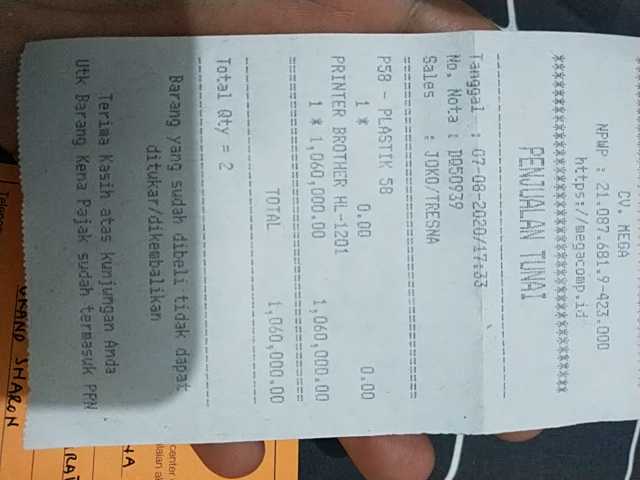 CV. MEGA
NPWP : 21.087.681.9-423.000
https://megacomp.id
**********************************
PENJUALAN TUNAI
----------------------------------
Tanggal : 07-08-2020/17:33
No. Nota : D050939
Sales : JOKO/TRESNA
==================================
P58 - PLASTIK 58
1 * 0.00 0.00
PRINTER BROTHER HL-1201
1 * 1,060,000.00 1,060,000.00
==================================
TOTAL 1,060,000.00
----------------------------------
Total Qty = 2
Barang yang sudah dibeli tidak dapat
ditukar/dikembalikan
Terima Kasih atas kunjungan Anda
Utk Barang Kena Pajak sudah termasuk PPN
center
SHARON